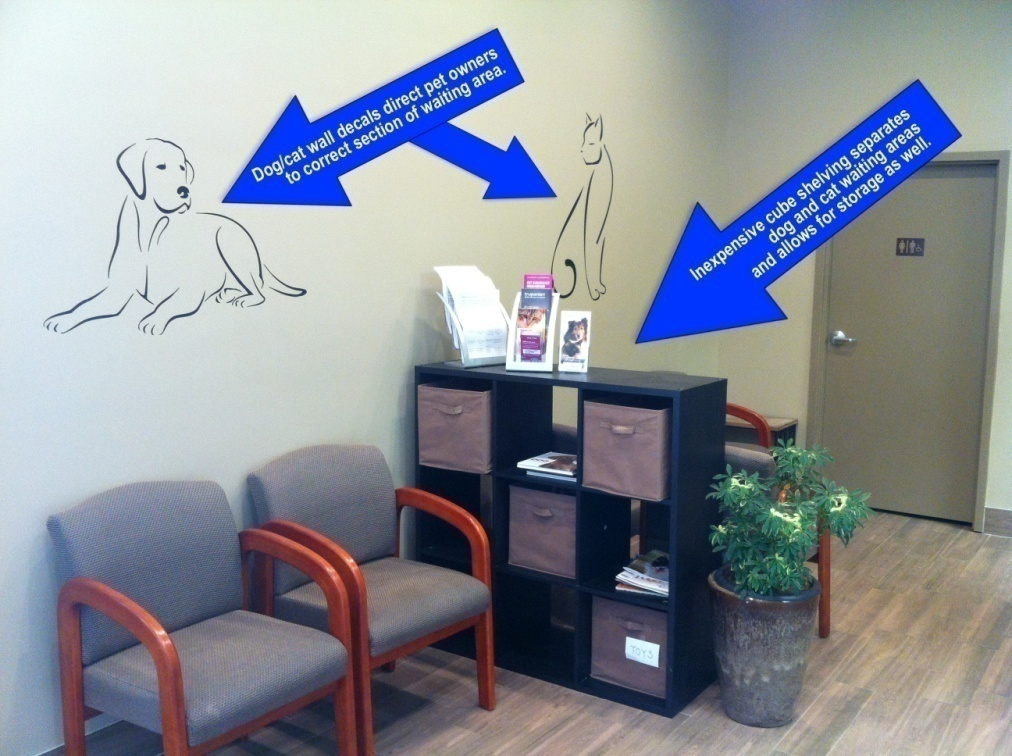 Dog/cat wall decals direct pet owners
to correct section of waiting area.
Inexpensive cube shelving separates
dog and cat waiting areas
and allows for storage as well.
TOYS